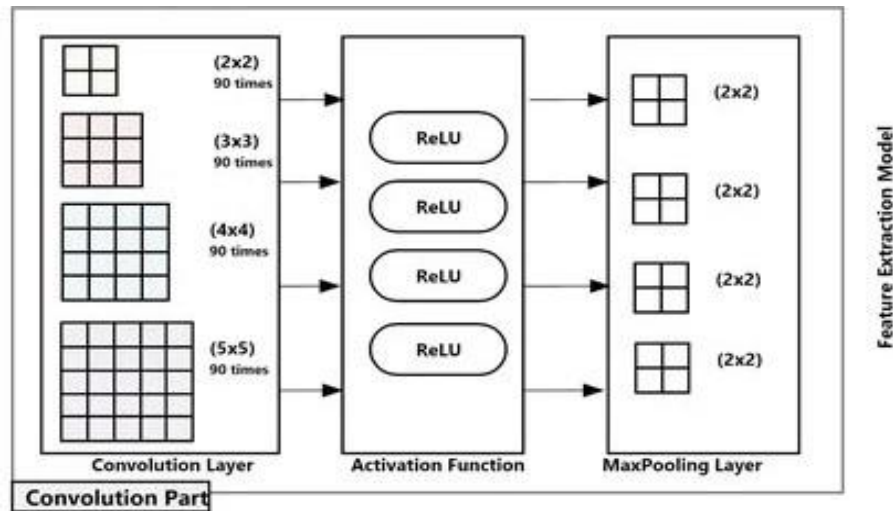 (2x2)
90 times
(3x3)
90 times
(4x4)
90 times
(5x5)
90 times
Convolution Layer
ReLU
ReLU
ReLU
ReLU
Activation Function
(2x2)
(2x2)
(2x2)
(2x2)
MaxPooling Layer
Convolution Part
Feature Extraction Model